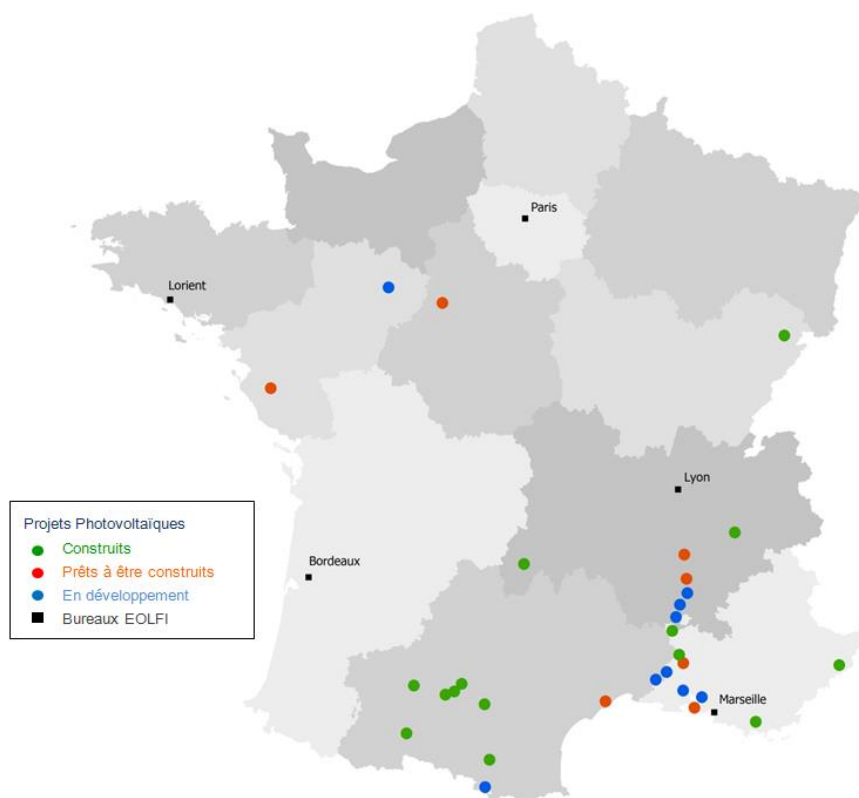 Paris
Lorient
Lyon
Bordeaux
Marseille
Projets Photovoltaïques
Construits
Prêts à être construits
En développement
Bureaux EOLFI